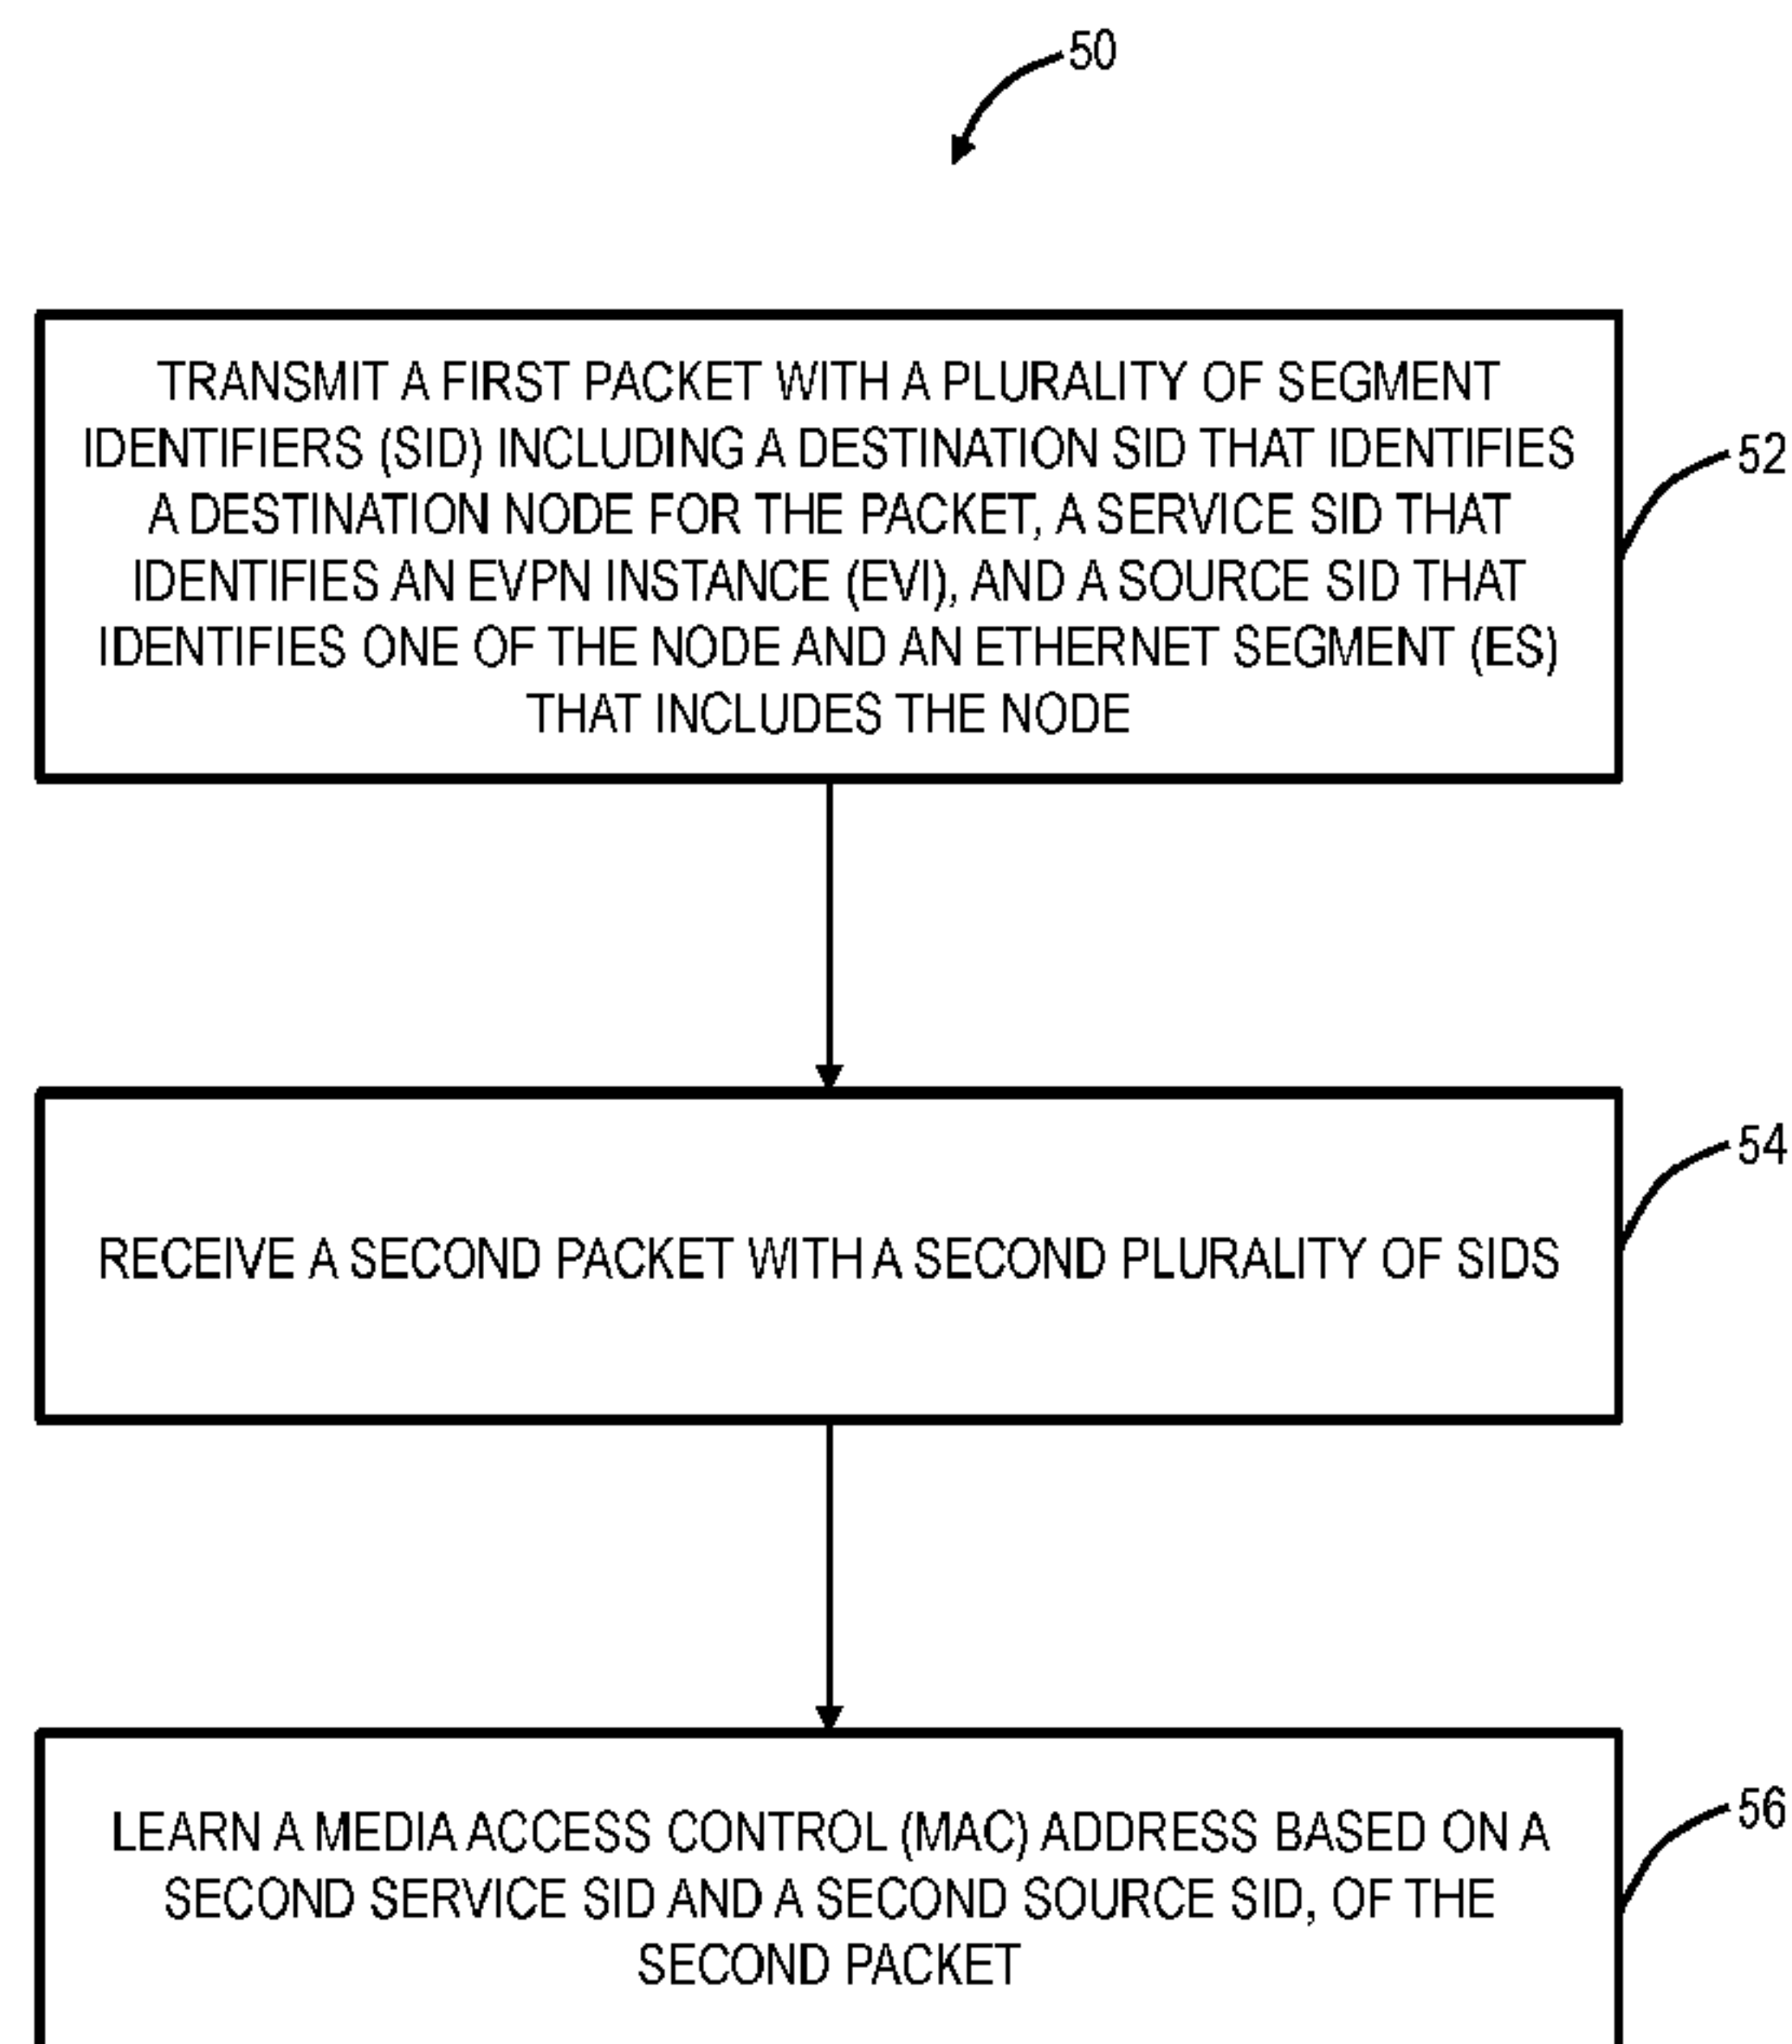 50
TRANSMIT A FIRST PACKET WITH A PLURALITY OF SEGMENT
IDENTIFIERS (SID) INCLUDING A DESTINATION SID THAT IDENTIFIES
A DESTINATION NODE FOR THE PACKET, A SERVICE SID THAT
IDENTIFIES AN EVPN INSTANCE (EVI), AND A SOURCE SID THAT
IDENTIFIES ONE OF THE NODE AND AN ETHERNET SEGMENT (ES)
THAT INCLUDES THE NODE
52
RECEIVE A SECOND PACKET WITH A SECOND PLURALITY OF SIDS
54
LEARN A MEDIA ACCESS CONTROL (MAC) ADDRESS BASED ON A
SECOND SERVICE SID AND A SECOND SOURCE SID, OF THE
SECOND PACKET
56